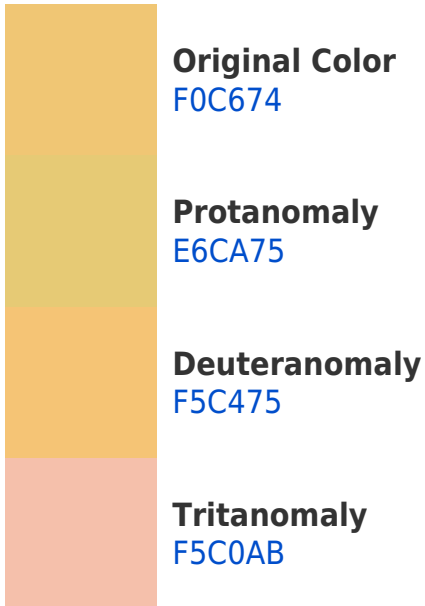 Original Color
F0C674
Protanomaly
E6CA75
Deuteranomaly
F5C475
Tritanomaly
F5C0AB